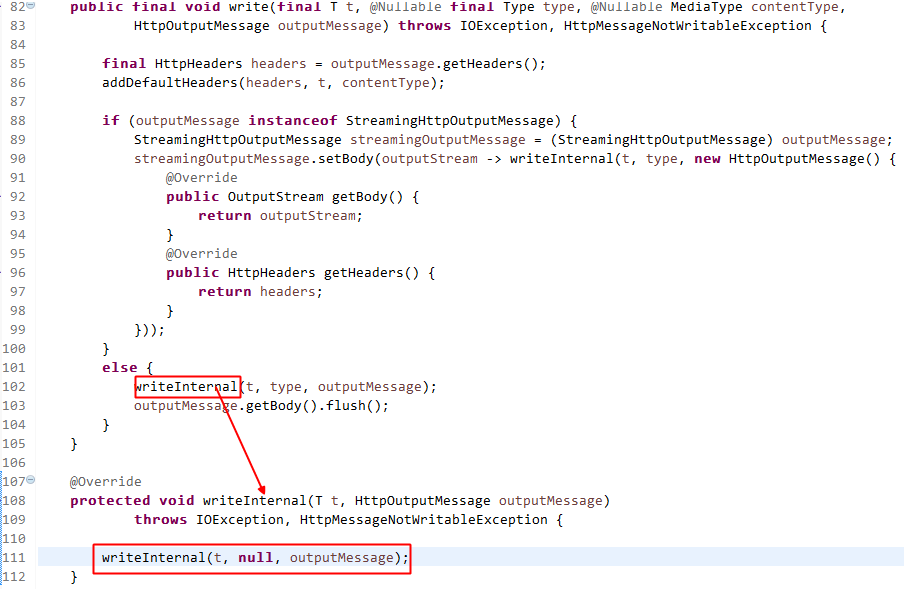 82 public final void write(final T t, @Nullable final Type type, @Nullable MediaType contentType,
83 HttpOutputMessage outputMessage) throws IOException, HttpMessageNotWritableException {
84
85 final HttpHeaders headers = outputMessage.getHeaders();
86 addDefaultHeaders(headers, t, contentType);
87
88 if (outputMessage instanceof StreamingHttpOutputMessage) {
89 StreamingHttpOutputMessage streamingOutputMessage = (StreamingHttpOutputMessage) outputMessage;
90 streamingOutputMessage.setBody(outputStream -> writeInternal(t, type, new HttpOutputMessage() {
91 @Override
92 public OutputStream getBody() {
93 return outputStream;
94 }
95 @Override
96 public HttpHeaders getHeaders() {
97 return headers;
98 }
99 }));
100 }
101 else {
102 writeInternal(t, type, outputMessage);
103 outputMessage.getBody().flush();
104 }
105 }
106
107 @Override
108 protected void writeInternal(T t, HttpOutputMessage outputMessage)
109 throws IOException, HttpMessageNotWritableException {
110
111 writeInternal(t, null, outputMessage);
112 }